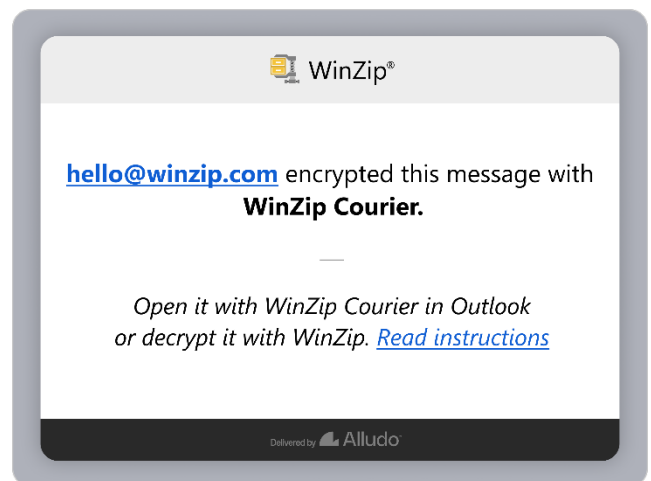 WinZip®
hello@winzip.com encrypted this message with
WinZip Courier.
Open it with WinZip Courier in Outlook
or decrypt it with WinZip. Read instructions
Delivered by Alludo™